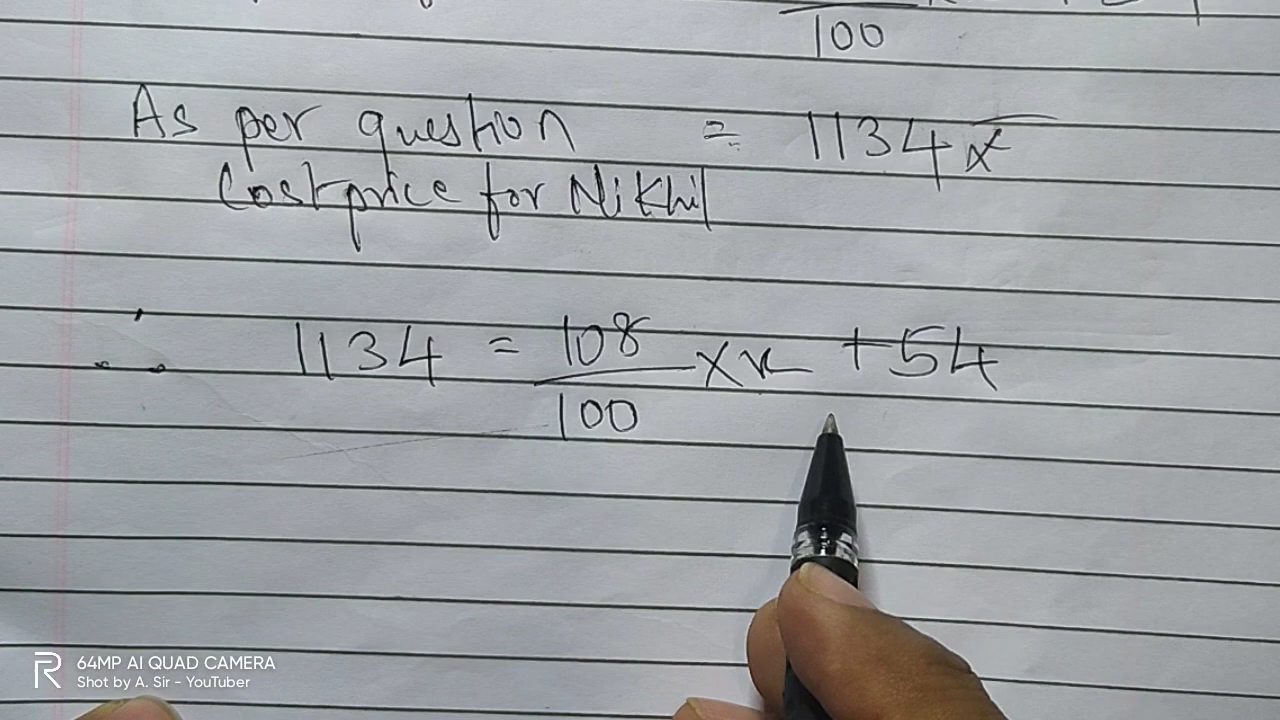 100
As per question = 1134
Cost price for Nikhil
∴ 1134 = 108/100 × x + 54
64MP AI QUAD CAMERA
Shot by A. Sir - YouTuber